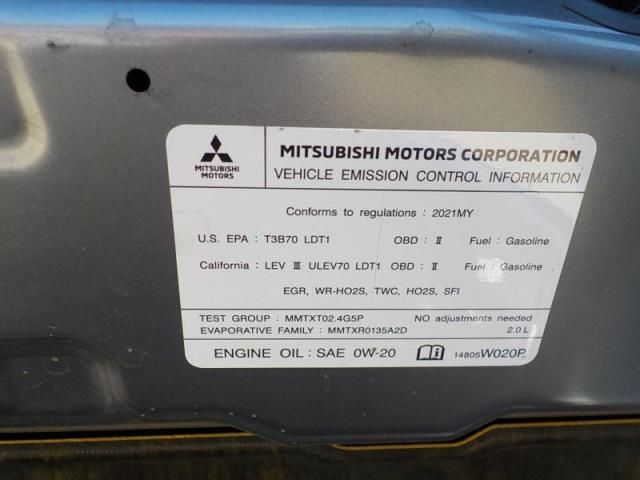 MITSUBISHI MOTORS
MITSUBISHI MOTORS CORPORATION
VEHICLE EMISSION CONTROL INFORMATION
Conforms to regulations : 2021MY
U.S. EPA : T3B70 LDT1 OBD : II Fuel : Gasoline
California : LEV III ULEV70 LDT1 OBD : II Fuel : Gasoline
EGR, WR-HO2S, TWC, HO2S, SFI
TEST GROUP : MMTXT02.4G5P NO adjustments needed
EVAPORATIVE FAMILY : MMTXR0135A2D 2.0 L
ENGINE OIL : SAE 0W-20 14805W020P